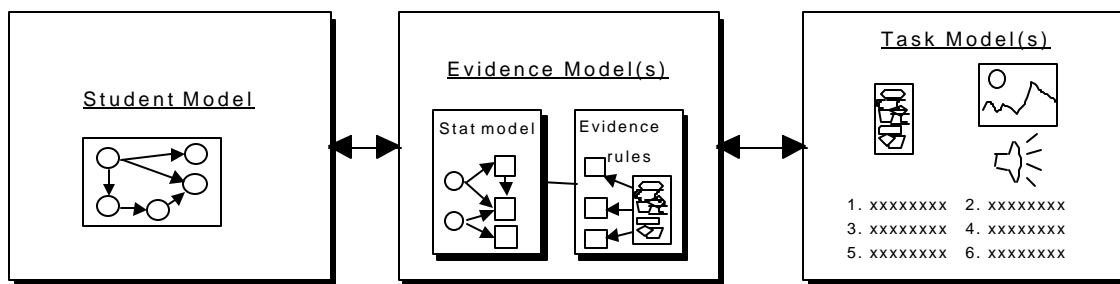 Student Model
Evidence Model(s)
Stat model
Evidence
rules
Task Model(s)
1. xxxxxxxx 2. xxxxxxxx
3. xxxxxxxx 4. xxxxxxxx
5. xxxxxxxx 6. xxxxxxxx